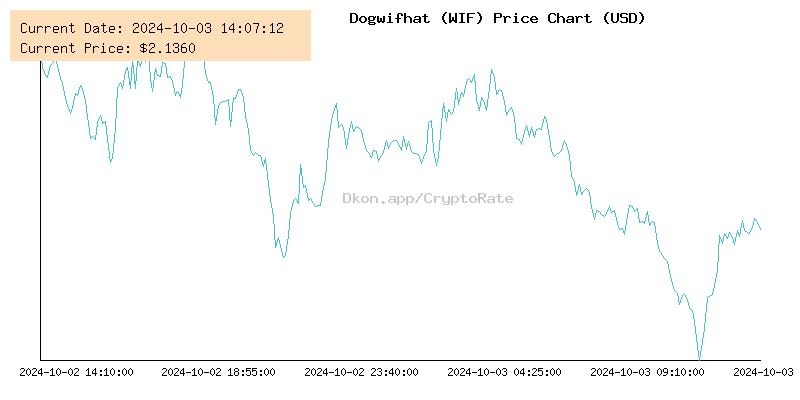 Dogwifhat (WIF) Price Chart (USD)
Current Date: 2024-10-03 14:07:12
Current Price: $2.1360
Dkon.app/CryptoRate
2024-10-02 14:10:00 2024-10-02 18:55:00 2024-10-02 23:40:00 2024-10-03 04:25:00 2024-10-03 09:10:00 2024-10-03